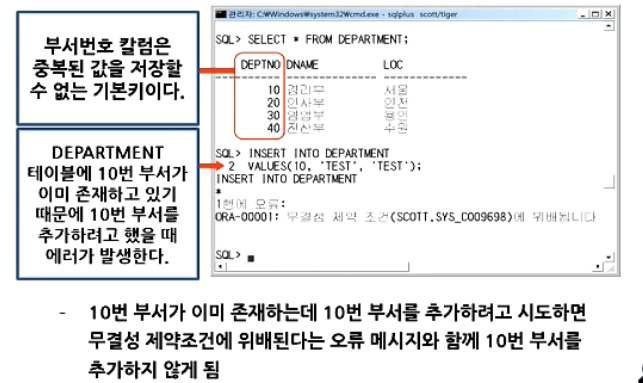 부서번호 칼럼은
중복된 값을 저장할
수 없는 기본키이다.
DEPARTMENT
테이블에 10번 부서가
이미 존재하고 있기
때문에 10번 부서를
추가하려고 했을 때
에러가 발생한다.
관리자: C:\Windows\system32\cmd.exe - sqlplus scott/tiger
SQL> SELECT * FROM DEPARTMENT;
DEPTNO DNAME LOC
---------- -------------- -------------
10 경리부 서울
20 인사부 인천
30 영업부 용인
40 전산부 수원
SQL> INSERT INTO DEPARTMENT
2 VALUES(10, 'TEST', 'TEST');
INSERT INTO DEPARTMENT
*
1행에 오류:
ORA-00001: 무결성 제약 조건(SCOTT.SYS_C009698)에 위배됩니다
SQL>
- 10번 부서가 이미 존재하는데 10번 부서를 추가하려고 시도하면
무결성 제약조건에 위배된다는 오류 메시지와 함께 10번 부서를
추가하지 않게 됨